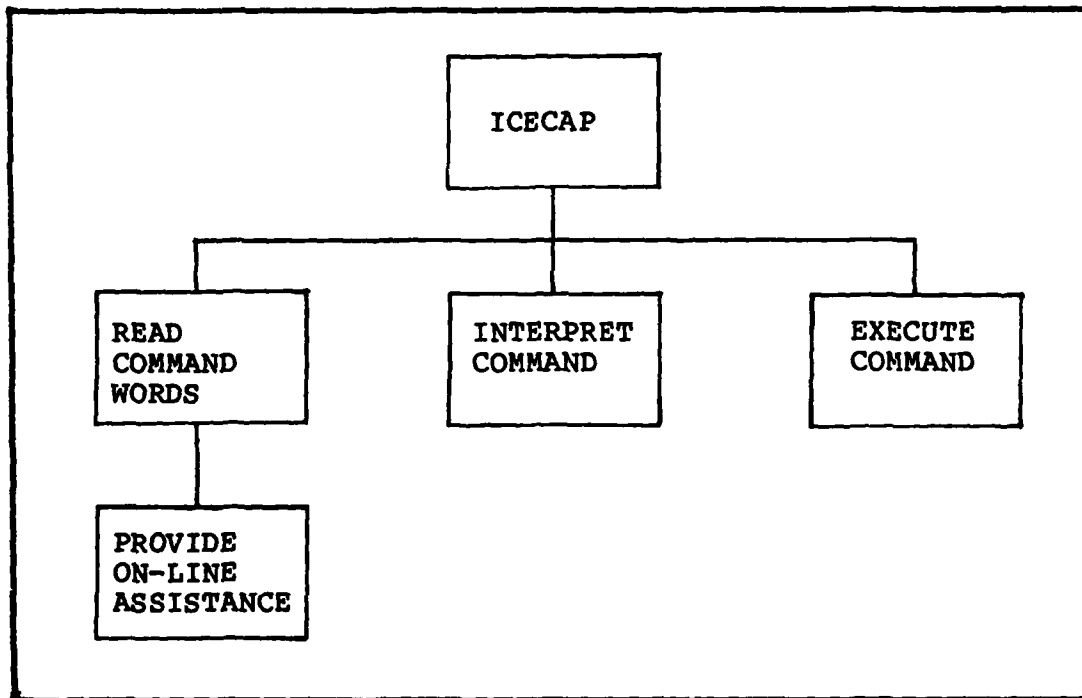 ICECAP
READ
COMMAND
WORDS
INTERPRET
COMMAND
EXECUTE
COMMAND
PROVIDE
ON-LINE
ASSISTANCE